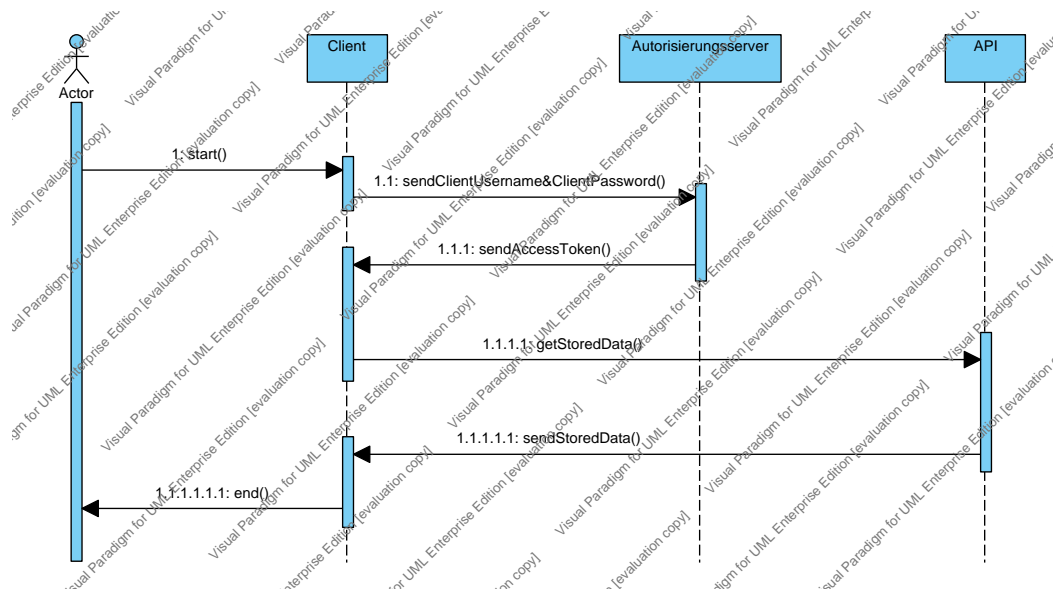 Client
Autorisierungsserver
API
Actor
1: start()
1.1: sendClientUsername&ClientPassword()
1.1.1: sendAccessToken()
1.1.1.1: getStoredData()
1.1.1.1.1: sendStoredData()
1.1.1.1.1.1: end()
Visual Paradigm for UML Enterprise Edition [evaluation copy]